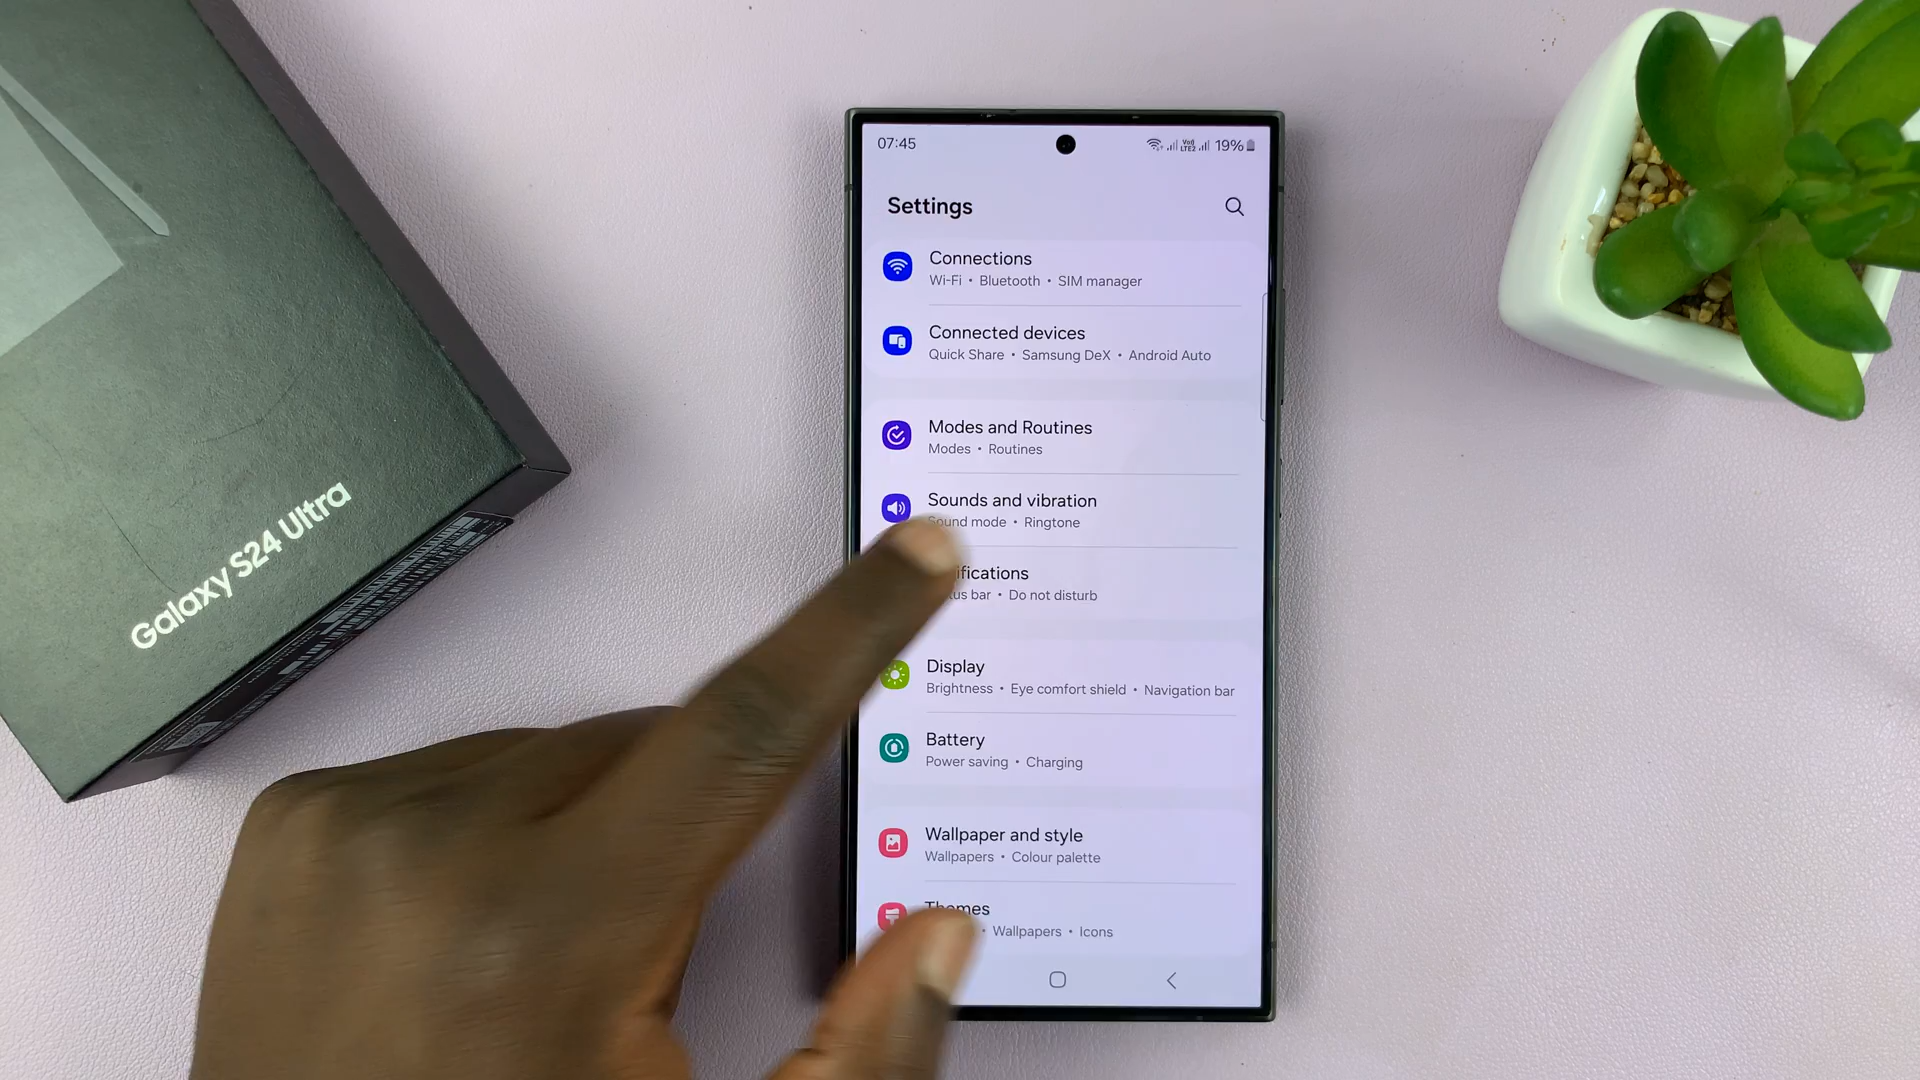 Galaxy S24 Ultra
07:45
19%
Settings
Connections
Wi-Fi • Bluetooth • SIM manager
Connected devices
Quick Share • Samsung DeX • Android Auto
Modes and Routines
Modes • Routines
Sounds and vibration
Sound mode • Ringtone
ifications
tus bar • Do not disturb
Display
Brightness • Eye comfort shield • Navigation bar
Battery
Power saving • Charging
Wallpaper and style
Wallpapers • Colour palette
Themes
• Wallpapers • Icons